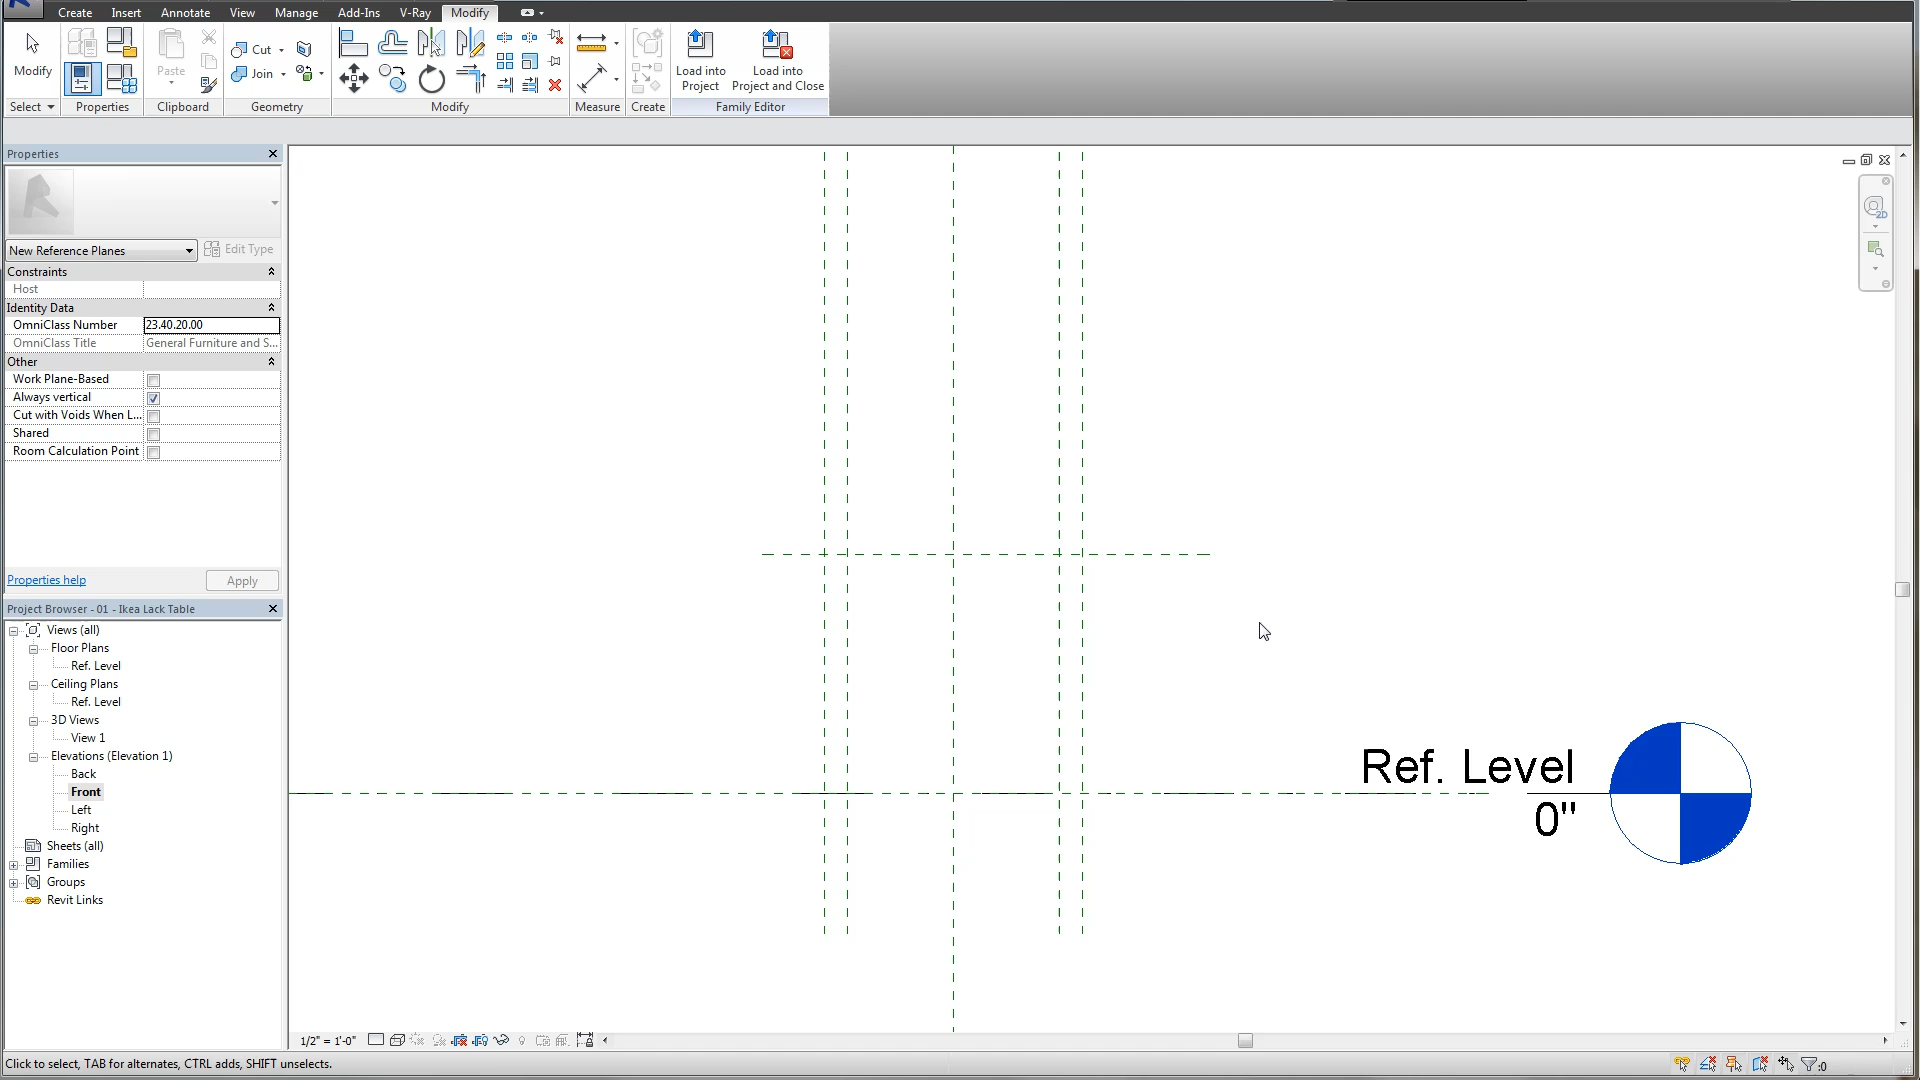 Create Insert Annotate View Manage Add-Ins V-Ray Modify
Modify
Paste
Cut
Join
Load into Project
Load into Project and Close
Select Properties Clipboard Geometry Modify Measure Create Family Editor
Properties
New Reference Planes Edit Type
Constraints
Host
Identity Data
OmniClass Number 23.40.20.00
OmniClass Title General Furniture and S...
Other
Work Plane-Based
Always vertical
Cut with Voids When L...
Shared
Room Calculation Point
Properties help Apply
Project Browser - 01 - Ikea Lack Table
Views (all)
Floor Plans
Ref. Level
Ceiling Plans
Ref. Level
3D Views
View 1
Elevations (Elevation 1)
Back
Front
Left
Right
Sheets (all)
Families
Groups
Revit Links
2D
Ref. Level
0"
1/2" = 1'-0"
Click to select, TAB for alternates, CTRL adds, SHIFT unselects.
:0